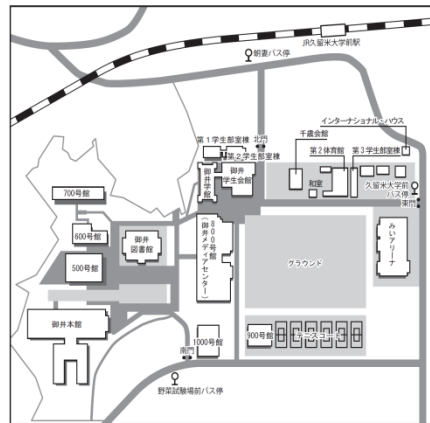 JR久留米大学前駅
朝妻バス停
インターナショナル・ハウス
千歳会館
第1学生部室棟
北門
第2学生部室棟
第2体育館
第3学生部室棟
御井学館
御井
学生会館
和室
久留米大学前
バス停
東門
700号館
600号館
500号館
御井
図書館
800号館
(御井メディアセンター)
グラウンド
みいアリーナ
御井本館
1000号館
900号館
テニスコート
南門
野菜試験場前バス停